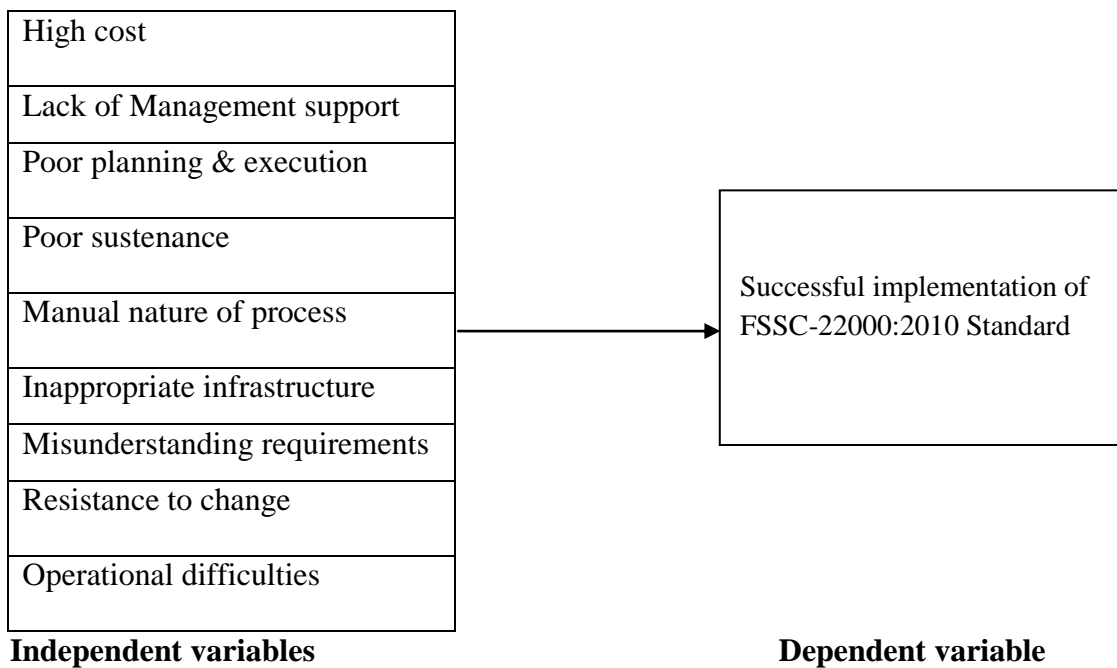 High cost
Lack of Management support
Poor planning & execution
Poor sustenance
Manual nature of process
Inappropriate infrastructure
Misunderstanding requirements
Resistance to change
Operational difficulties
Successful implementation of
FSSC-22000:2010 Standard
Independent variables
Dependent variable